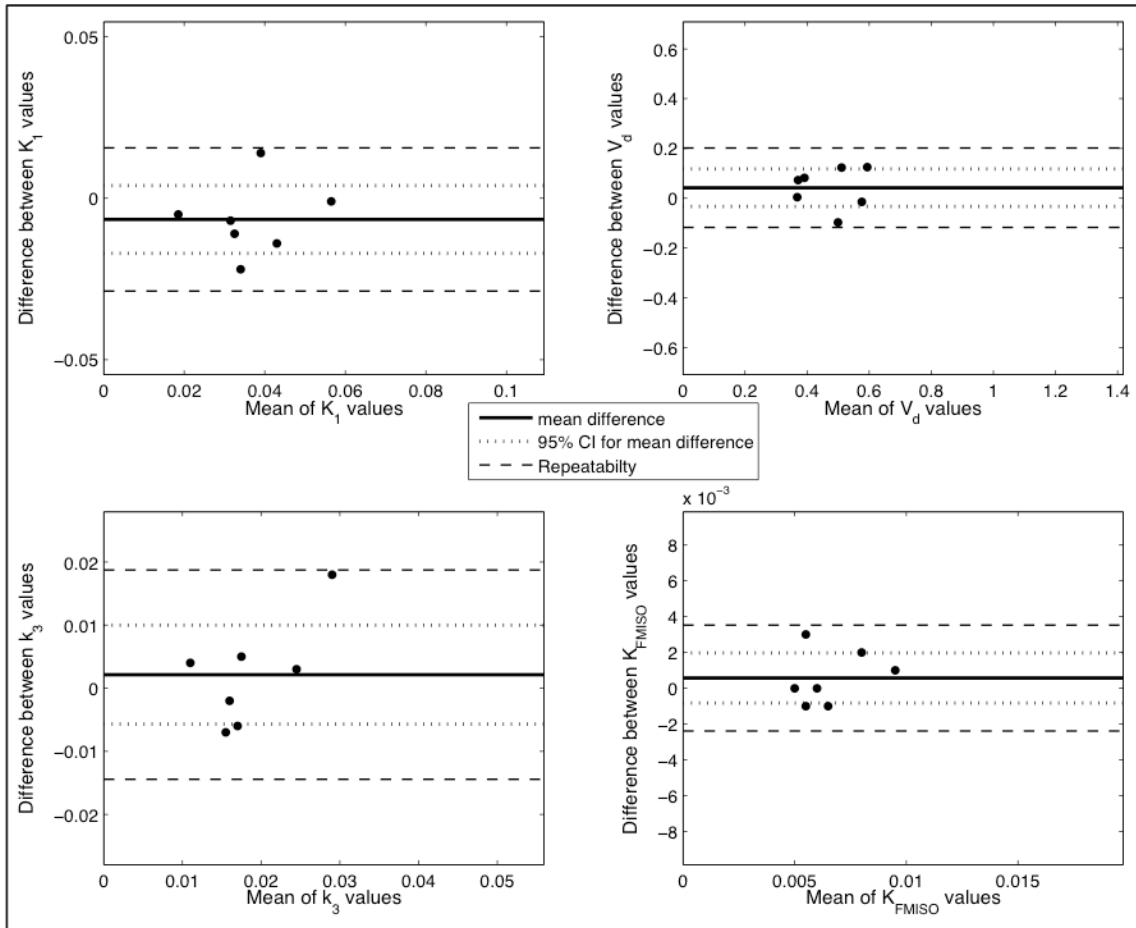 0.05
0
−0.05
Difference between K1 values
0.02 0.04 0.06 0.08 0.1
Mean of K1 values
0.6
0.4
0.2
0
−0.2
−0.4
−0.6
Difference between Vd values
0 0.2 0.4 0.6 0.8 1 1.2 1.4
Mean of Vd values
mean difference
95% CI for mean difference
Repeatabilty
0.02
0.01
0
−0.01
−0.02
Difference between k3 values
0 0.01 0.02 0.03 0.04 0.05
Mean of k3 values
x 10−3
8
6
4
2
0
−2
−4
−6
−8
Difference between KFMISO values
0 0.005 0.01 0.015
Mean of KFMISO values